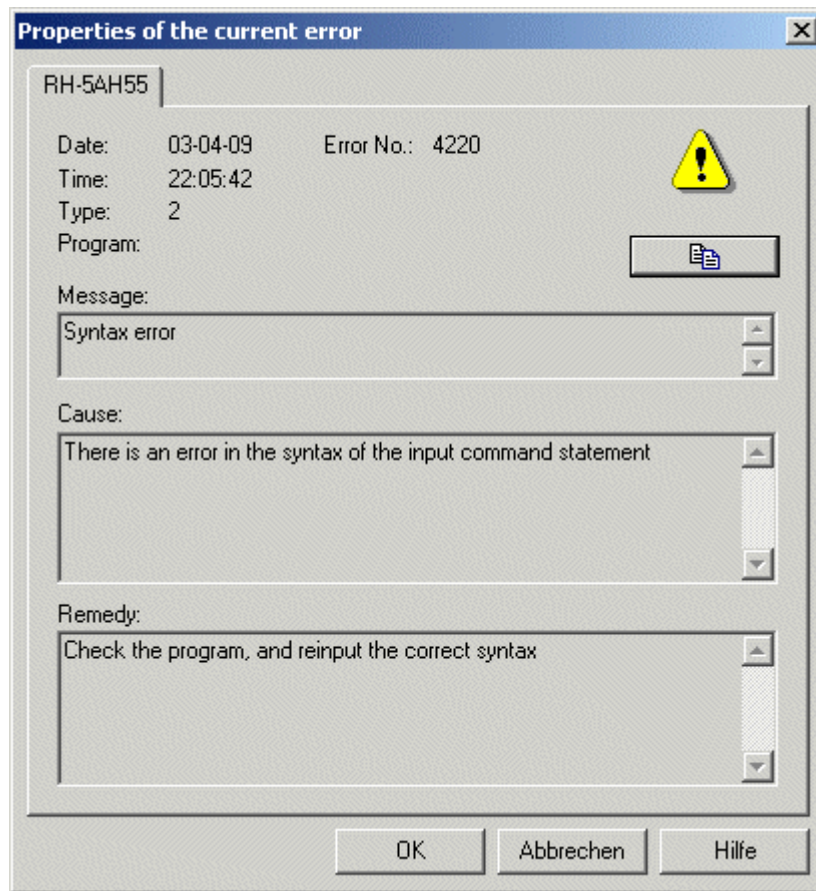 Properties of the current error
RH-5AH55
Date: 03-04-09 Error No.: 4220
Time: 22:05:42
Type: 2
Program:
Message:
Syntax error
Cause:
There is an error in the syntax of the input command statement
Remedy:
Check the program, and reinput the correct syntax
OK Abbrechen Hilfe